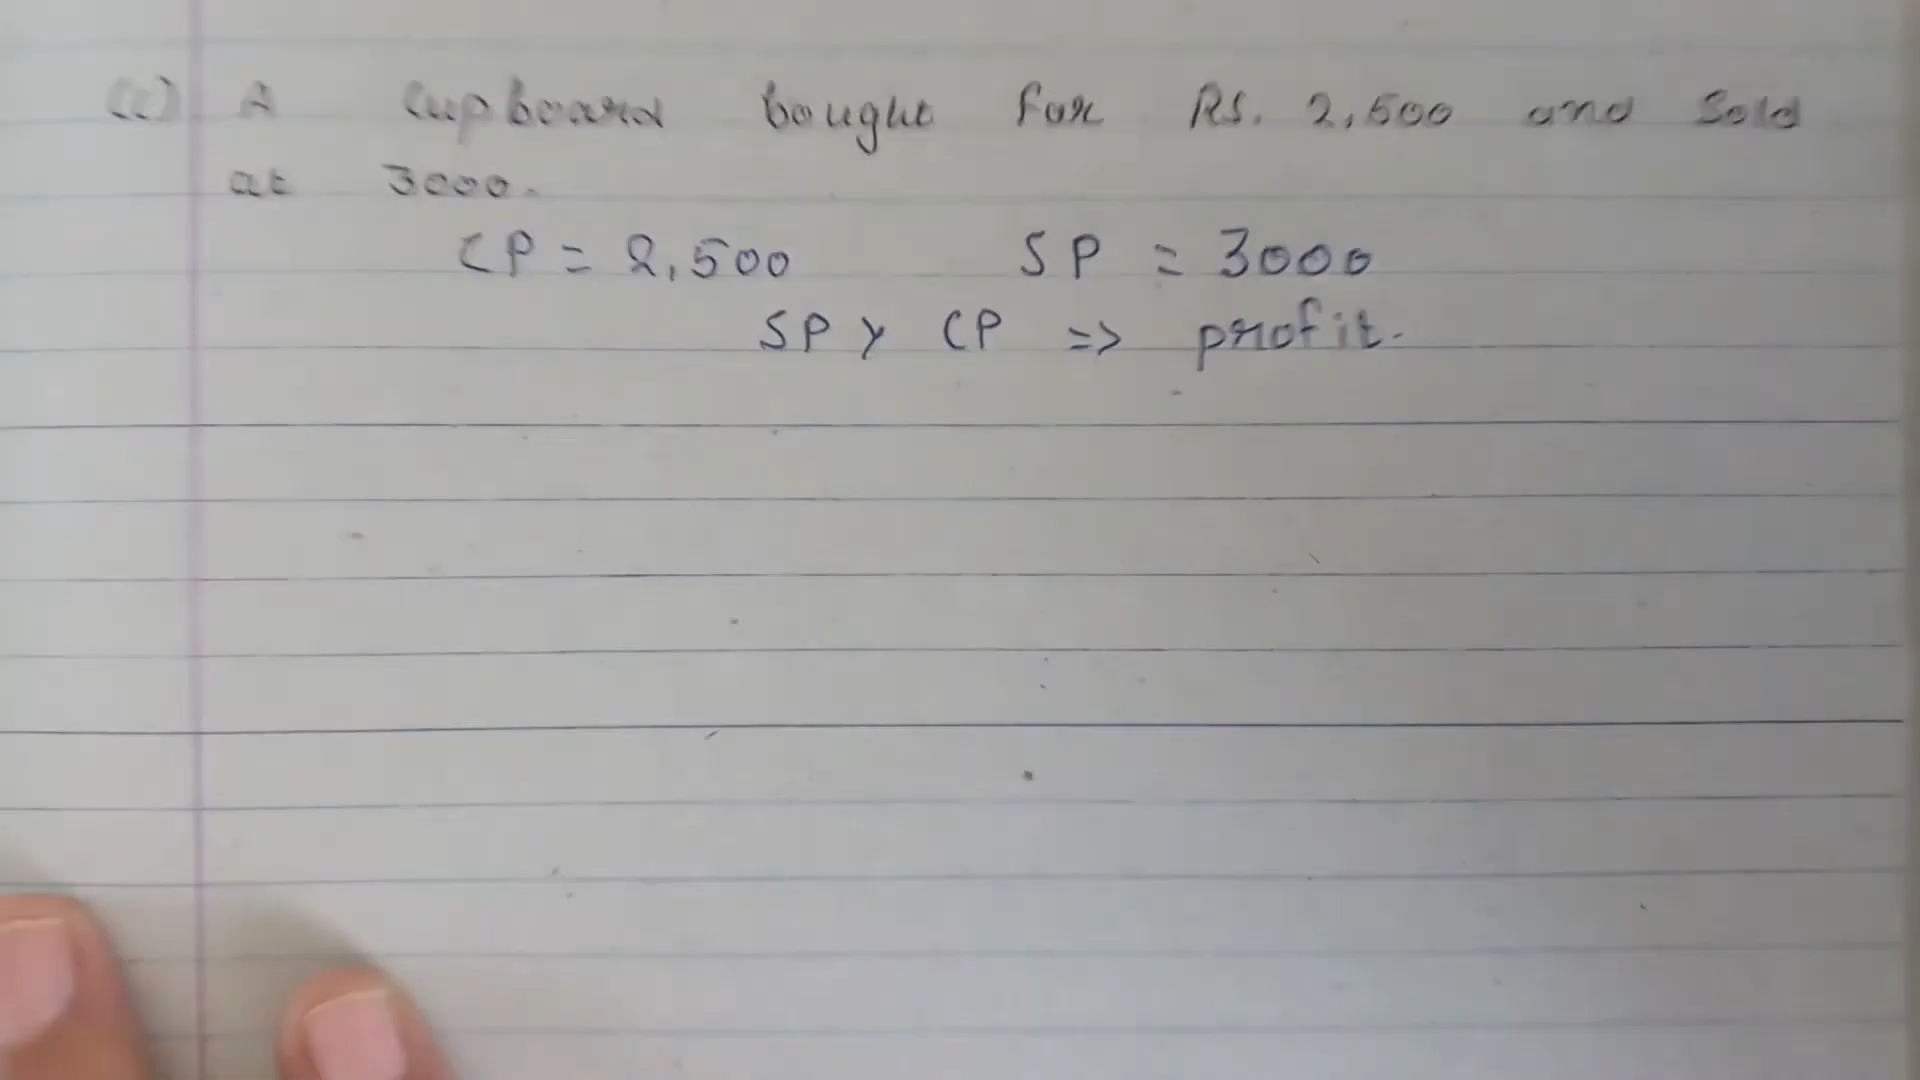 (c) A cupboard bought for RS. 2,500 and sold
at 3000.
CP = 2,500 SP = 3000
SP > CP => profit.